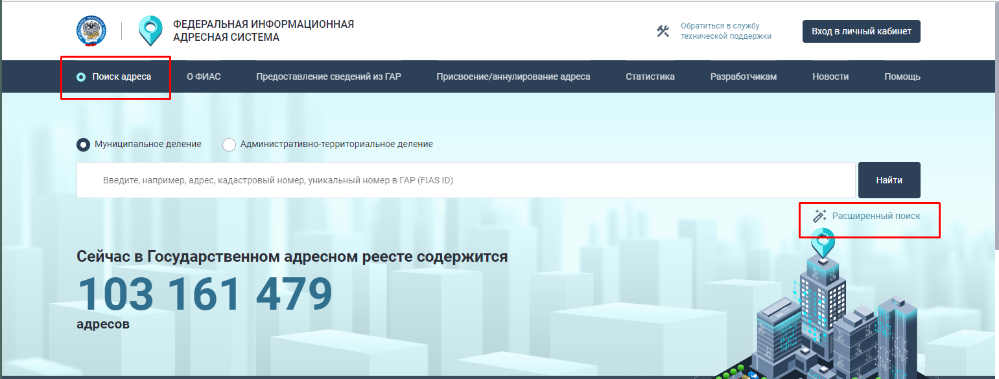 ФЕДЕРАЛЬНАЯ ИНФОРМАЦИОННАЯ
АДРЕСНАЯ СИСТЕМА
Обратиться в службу
технической поддержки
Вход в личный кабинет
Поиск адреса
О ФИАС
Предоставление сведений из ГАР
Присвоение/аннулирование адреса
Статистика
Разработчикам
Новости
Помощь
Муниципальное деление
Административно-территориальное деление
Введите, например, адрес, кадастровый номер, уникальный номер в ГАР (FIAS ID)
Найти
Расширенный поиск
Сейчас в Государственном адресном реестре содержится
103 161 479
адресов